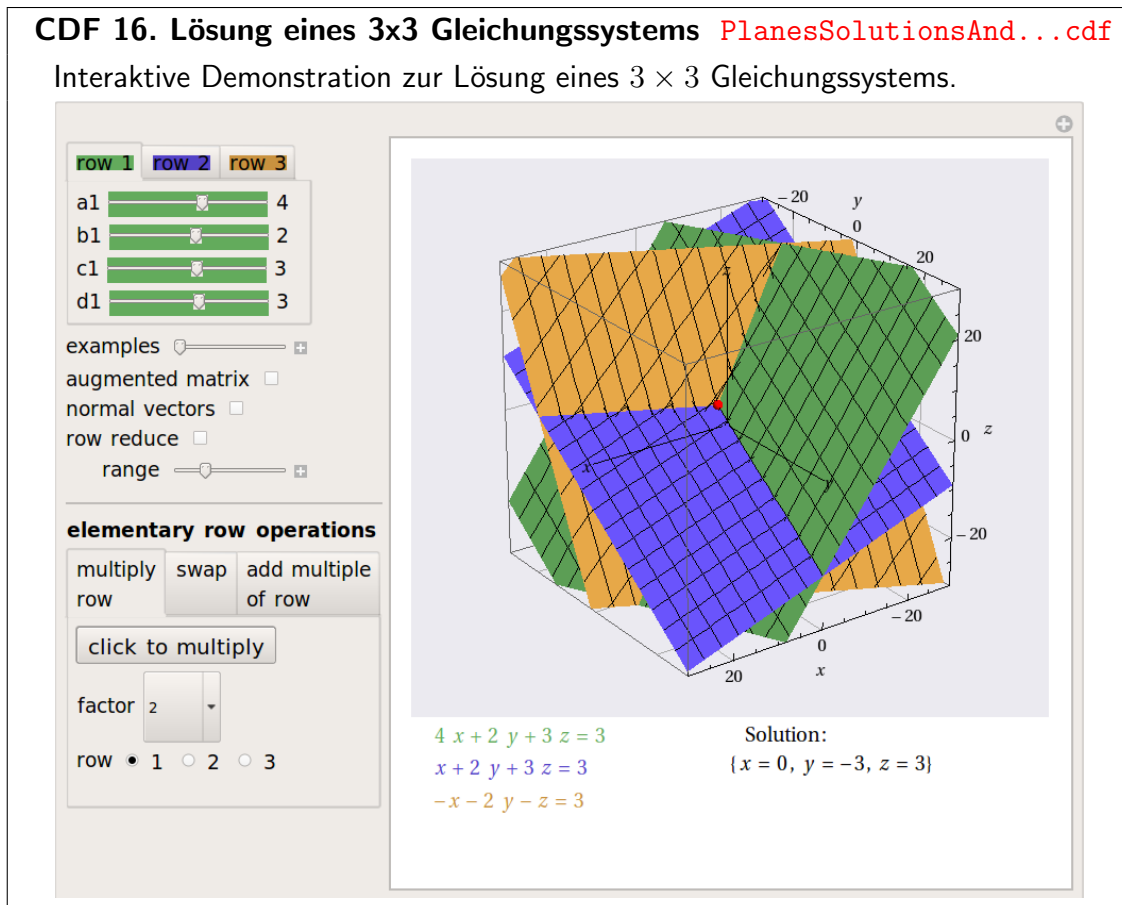 CDF 16. Lösung eines 3x3 Gleichungssystems PlanesSolutionsAnd...cdf
Interaktive Demonstration zur Lösung eines 3 × 3 Gleichungssystems.
row 1 row 2 row 3
a1 4
b1 2
c1 3
d1 3
examples
augmented matrix
normal vectors
row reduce
range
elementary row operations
multiply row
swap
add multiple of row
click to multiply
factor 2
row 1 2 3
-20
y
0
20
z
20
0 z
-20
x
y
-20
0
20
x
4 x + 2 y + 3 z = 3
x + 2 y + 3 z = 3
-x - 2 y - z = 3
Solution:
{x = 0, y = -3, z = 3}